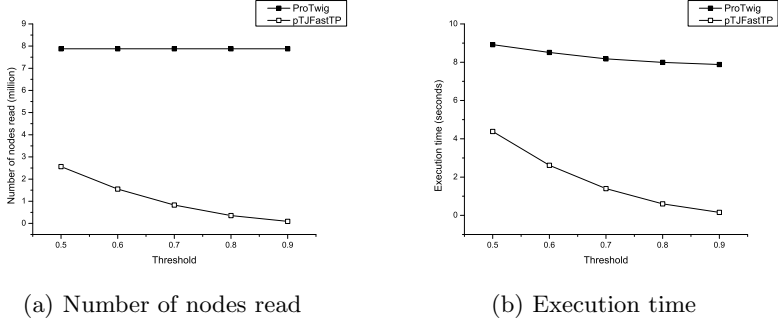 ProTwig
pTJFastTP
9
8
7
6
5
4
3
2
1
0
Number of nodes read (million)
0.5 0.6 0.7 0.8 0.9
Threshold
(a) Number of nodes read
ProTwig
pTJFastTP
10
8
6
4
2
0
Execution time (seconds)
0.5 0.6 0.7 0.8 0.9
Threshold
(b) Execution time